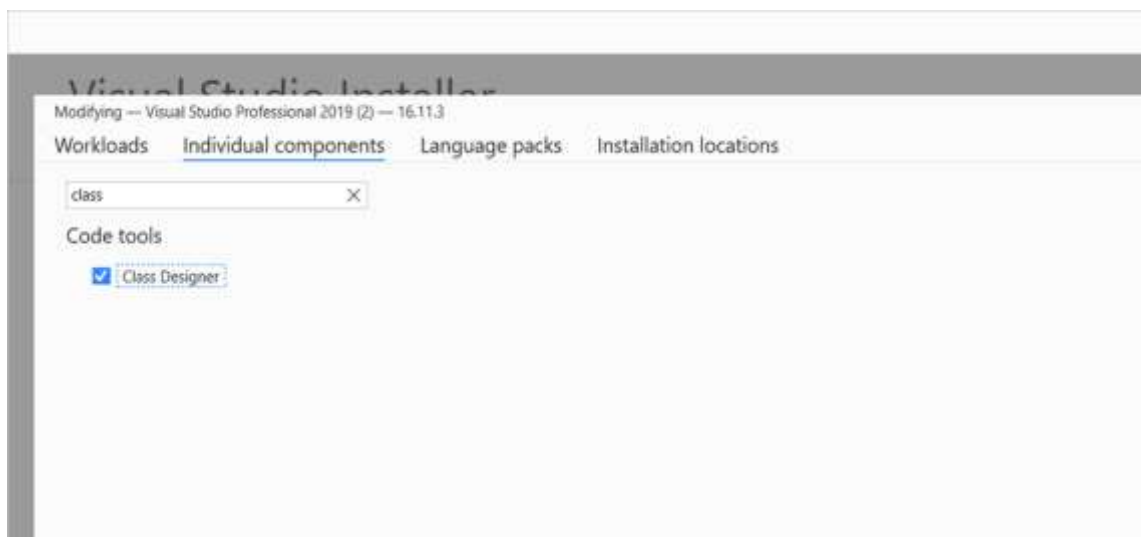 Visual Studio Installer
Modifying — Visual Studio Professional 2019 (2) — 16.11.3
Workloads Individual components Language packs Installation locations
class
Code tools
Class Designer